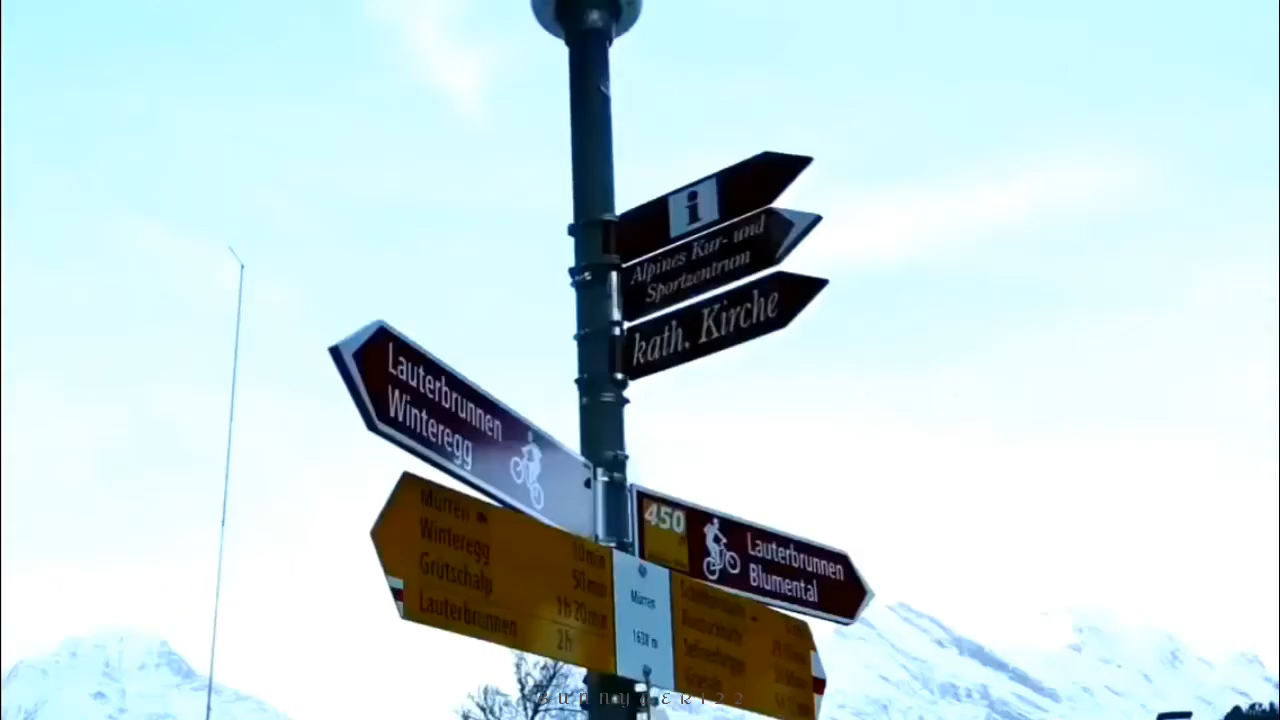 i
Alpines Kur- und
Sportzentrum
kath. Kirche
Lauterbrunnen
Winteregg
450
Lauterbrunnen
Blumental
Mürren
Winteregg
Grütschalp
Lauterbrunnen
10 min
50 min
1h 20 min
2h
Mürren
1638 m